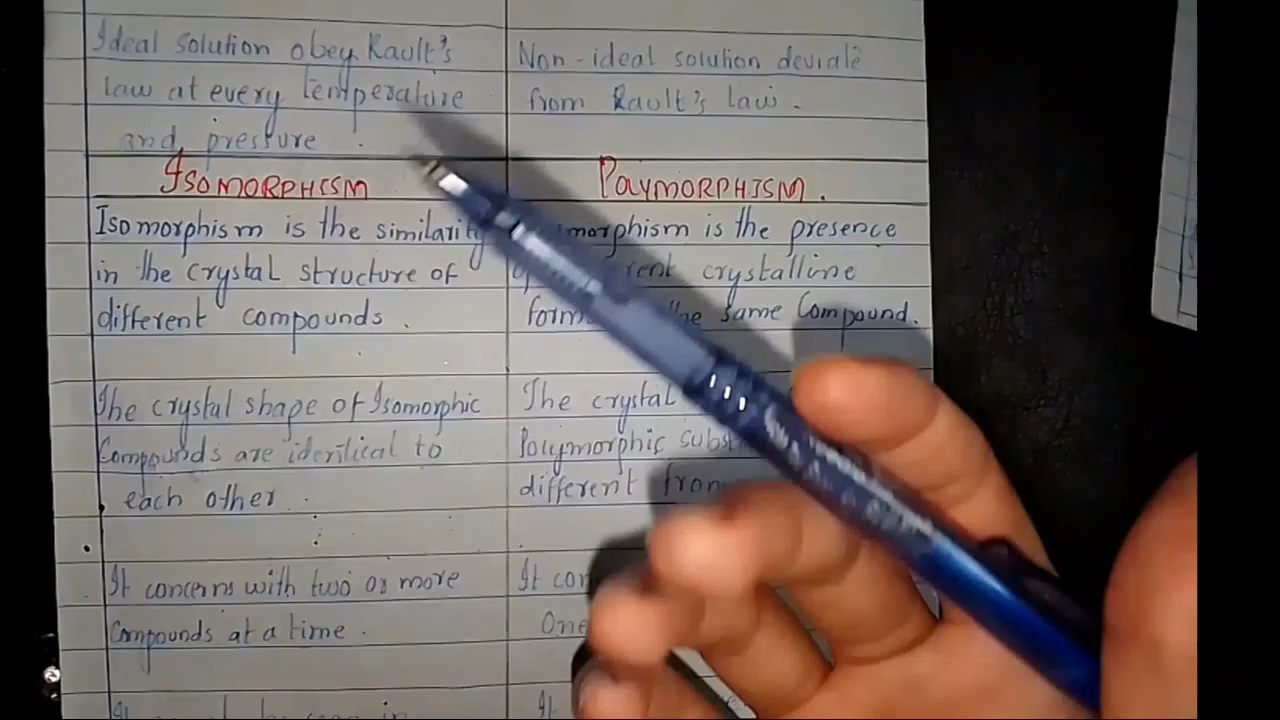 Ideal solution obey Rault's
law at every temperature
and pressure .
Non-ideal solution deviate
from Rault's law .
ISOMORPHISM
POLYMORPHISM .
Isomorphism is the similarity
in the crystal structure of
different compounds .
is the presence
crystalline
the same Compound.
The crystal shape of Isomorphic
Compounds are identical to
each other .
The crystal
Polymorphic
different from
It concerns with two or more
Compounds at a time .
It
One
It
It